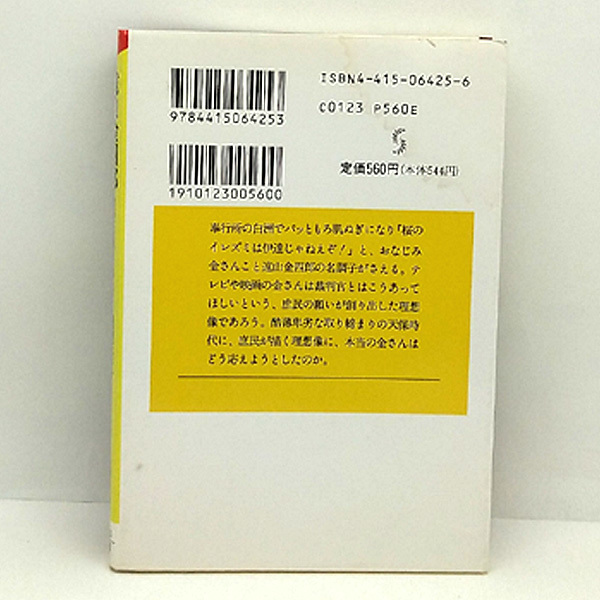 ISBN4-415-06425-6
C0123 P560E
9784415064253
定価560円(本体544円)
1910123005600
奉行所の白洲でパッともろ肌ぬぎになり「桜の
イレズミは伊達じゃねえぞ!」と、おなじみ
金さんこと遠山金四郎の名調子がさえる。テ
レビや映画の金さんは裁判官とはこうあって
ほしいという、庶民の願いが創り出した理想
像であろう。酷薄卑劣な取り締まりの天保時
代に、庶民が描く理想像に、本当の金さんは
どう応えようとしたのか。